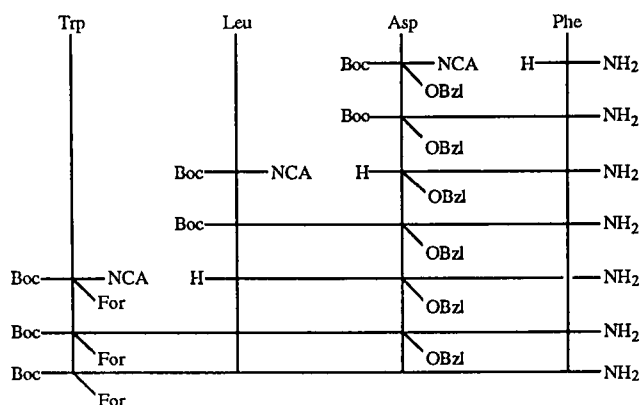 Trp Leu Asp Phe
Boc NCA H NH2
OBzl
Boc NH2
OBzl
Boc NCA H NH2
OBzl
Boc NH2
OBzl
Boc NCA H NH2
For OBzl
Boc NH2
For OBzl
Boc NH2
For